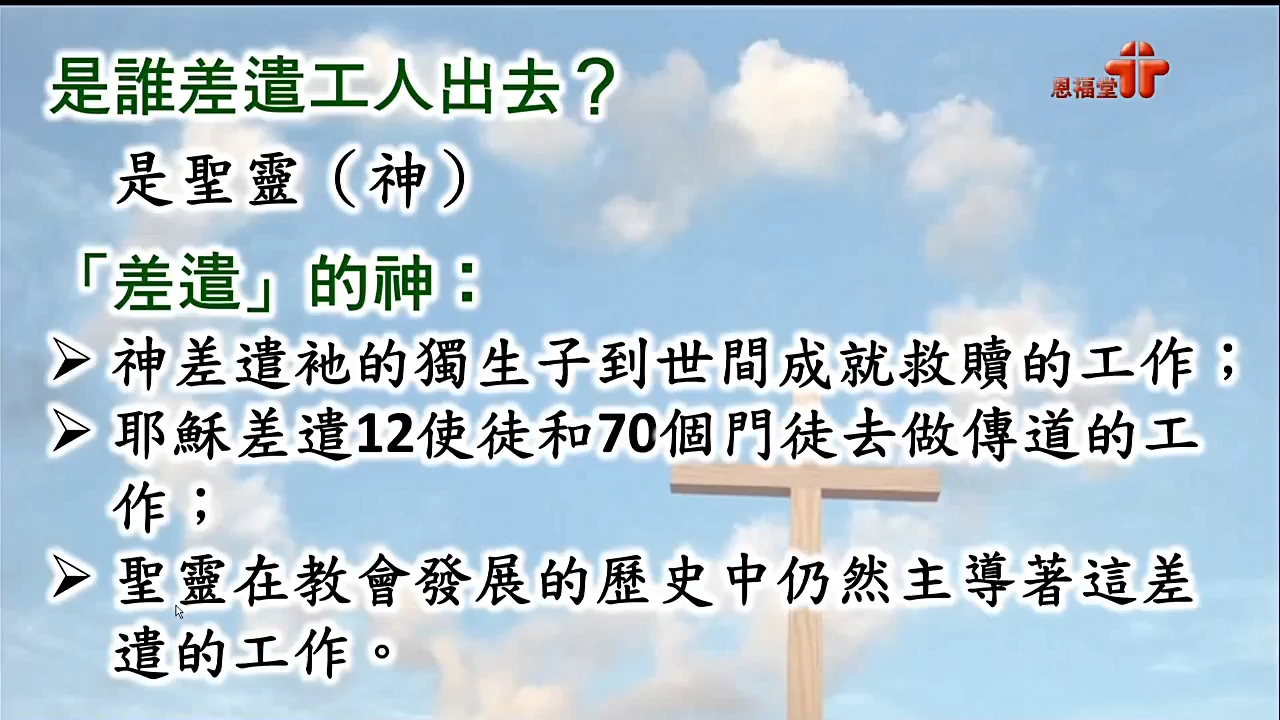 是誰差遣工人出去？
恩福堂
是聖靈（神）
「差遣」的神：
➢ 神差遣祂的獨生子到世間成就救贖的工作；
➢ 耶穌差遣12使徒和70個門徒去做傳道的工
作；
➢ 聖靈在教會發展的歷史中仍然主導著這差
遣的工作。